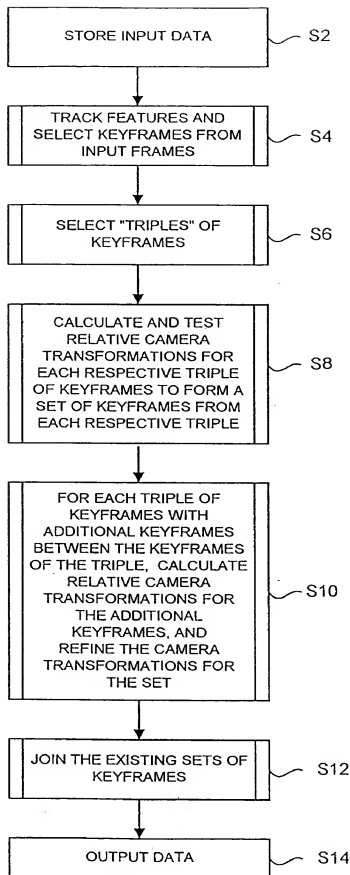 STORE INPUT DATA
S2
TRACK FEATURES AND
SELECT KEYFRAMES FROM
INPUT FRAMES
S4
SELECT "TRIPLES" OF
KEYFRAMES
S6
CALCULATE AND TEST
RELATIVE CAMERA
TRANSFORMATIONS FOR
EACH RESPECTIVE TRIPLE
OF KEYFRAMES TO FORM A
SET OF KEYFRAMES FROM
EACH RESPECTIVE TRIPLE
S8
FOR EACH TRIPLE OF
KEYFRAMES WITH
ADDITIONAL KEYFRAMES
BETWEEN THE KEYFRAMES
OF THE TRIPLE, CALCULATE
RELATIVE CAMERA
TRANSFORMATIONS FOR
THE ADDITIONAL
KEYFRAMES, AND
REFINE THE CAMERA
TRANSFORMATIONS FOR
THE SET
S10
JOIN THE EXISTING SETS OF
KEYFRAMES
S12
OUTPUT DATA
S14